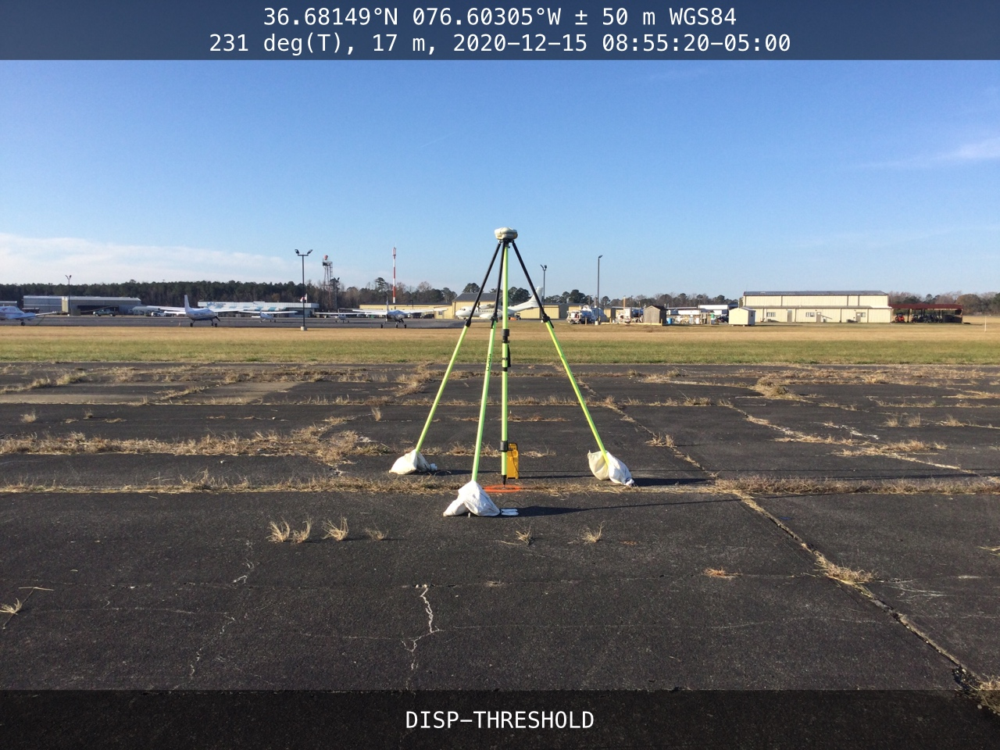 36.68149°N 076.60305°W ± 50 m WGS84
231 deg(T), 17 m, 2020-12-15 08:55:20-05:00
DISP-THRESHOLD